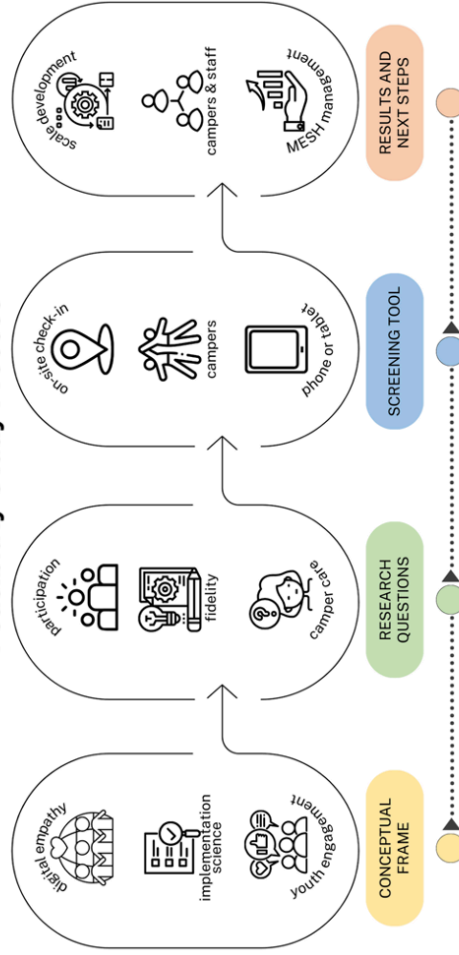 digital empathy
implementation
science
youth engagement
CONCEPTUAL
FRAME
participation
fidelity
camper care
RESEARCH
QUESTIONS
on-site check-in
campers
phone or tablet
SCREENING TOOL
scale development
campers & staff
MESH management
RESULTS AND
NEXT STEPS